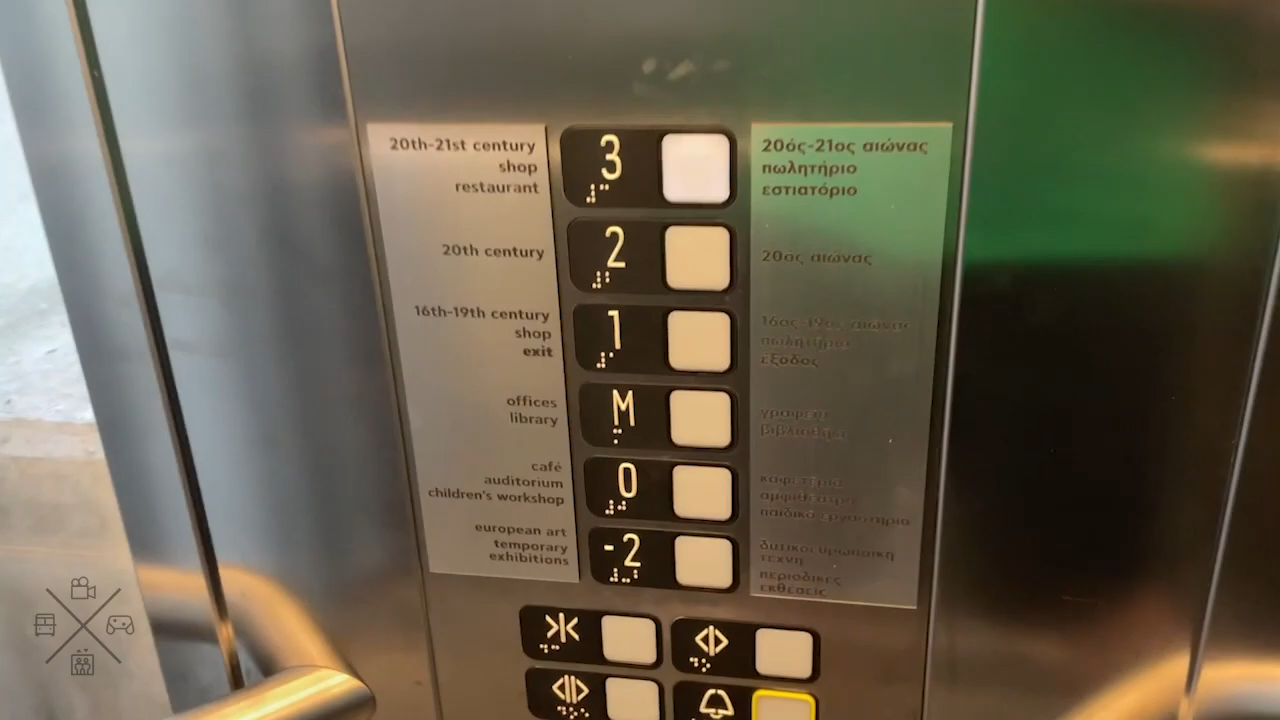 20th-21st century
shop
restaurant
3
20ός-21ος αιώνας
πωλητήριο
εστιατόριο
20th century
2
20ος αιώνας
16th-19th century
shop
exit
1
16ος-19ος αιώνας
πωλητήριο
έξοδος
offices
library
M
γραφεία
βιβλιοθήκη
café
auditorium
children's workshop
0
καφετέρια
αμφιθέατρο
παιδικό εργαστήριο
european art
temporary
exhibitions
-2
δυτικοευρωπαϊκή
τέχνη
περιοδικές
εκθέσεις